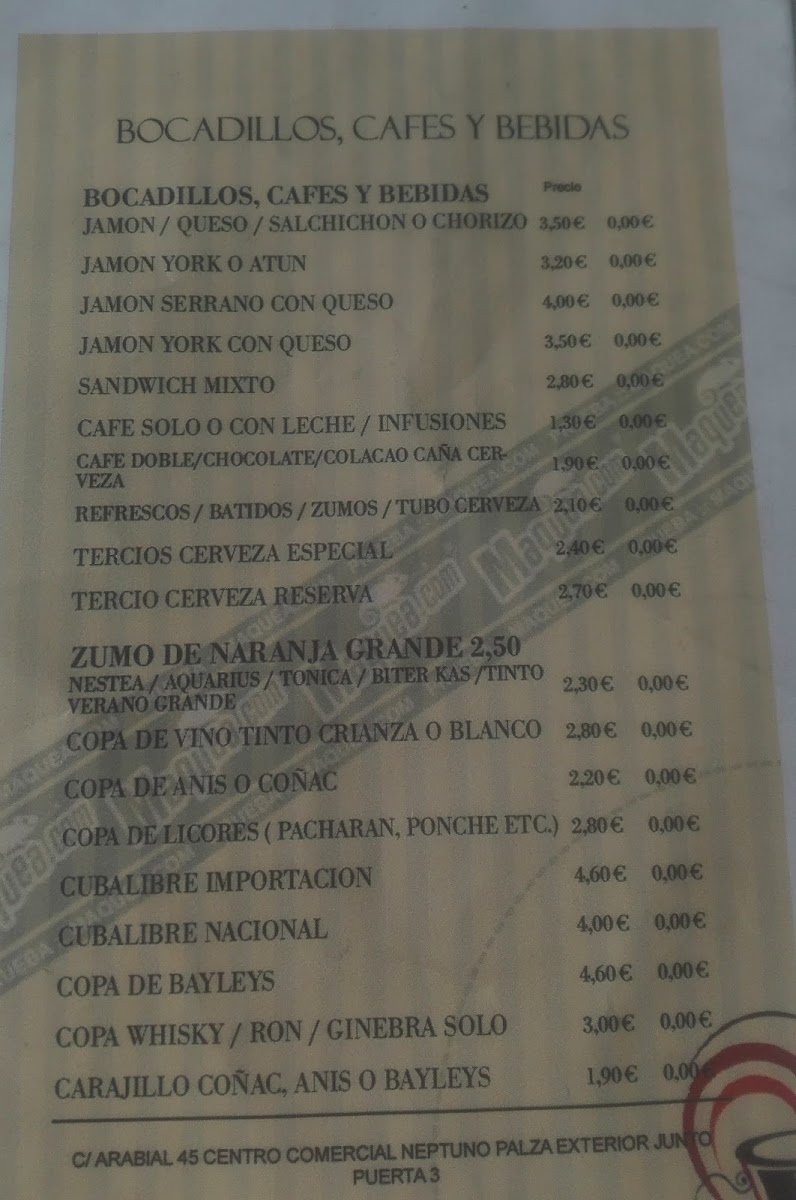 BOCADILLOS, CAFES Y BEBIDAS
BOCADILLOS, CAFES Y BEBIDAS Precio
JAMON / QUESO / SALCHICHON O CHORIZO 3,50 € 0,00 €
JAMON YORK O ATUN 3,20 € 0,00 €
JAMON SERRANO CON QUESO 4,00 € 0,00 €
JAMON YORK CON QUESO 3,50 € 0,00 €
SANDWICH MIXTO 2,80 € 0,00 €
CAFE SOLO O CON LECHE / INFUSIONES 1,30 € 0,00 €
CAFE DOBLE/CHOCOLATE/COLACAO CAÑA CER-
VEZA 1,90 € 0,00 €
REFRESCOS / BATIDOS / ZUMOS / TUBO CERVEZA 2,10 € 0,00 €
TERCIOS CERVEZA ESPECIAL 2,40 € 0,00 €
TERCIO CERVEZA RESERVA 2,70 € 0,00 €
ZUMO DE NARANJA GRANDE 2,50
NESTEA / AQUARIUS / TONICA / BITER KAS /TINTO
VERANO GRANDE 2,30 € 0,00 €
COPA DE VINO TINTO CRIANZA O BLANCO 2,80 € 0,00 €
COPA DE ANIS O COÑAC 2,20 € 0,00 €
COPA DE LICORES ( PACHARAN, PONCHE ETC.) 2,80 € 0,00 €
CUBALIBRE IMPORTACION 4,60 € 0,00 €
CUBALIBRE NACIONAL 4,00 € 0,00 €
COPA DE BAYLEYS 4,60 € 0,00 €
COPA WHISKY / RON / GINEBRA SOLO 3,00 € 0,00 €
CARAJILLO COÑAC, ANIS O BAYLEYS 1,90 € 0,00
C/ ARABIAL 45 CENTRO COMERCIAL NEPTUNO PALZA EXTERIOR JUNTO
PUERTA 3